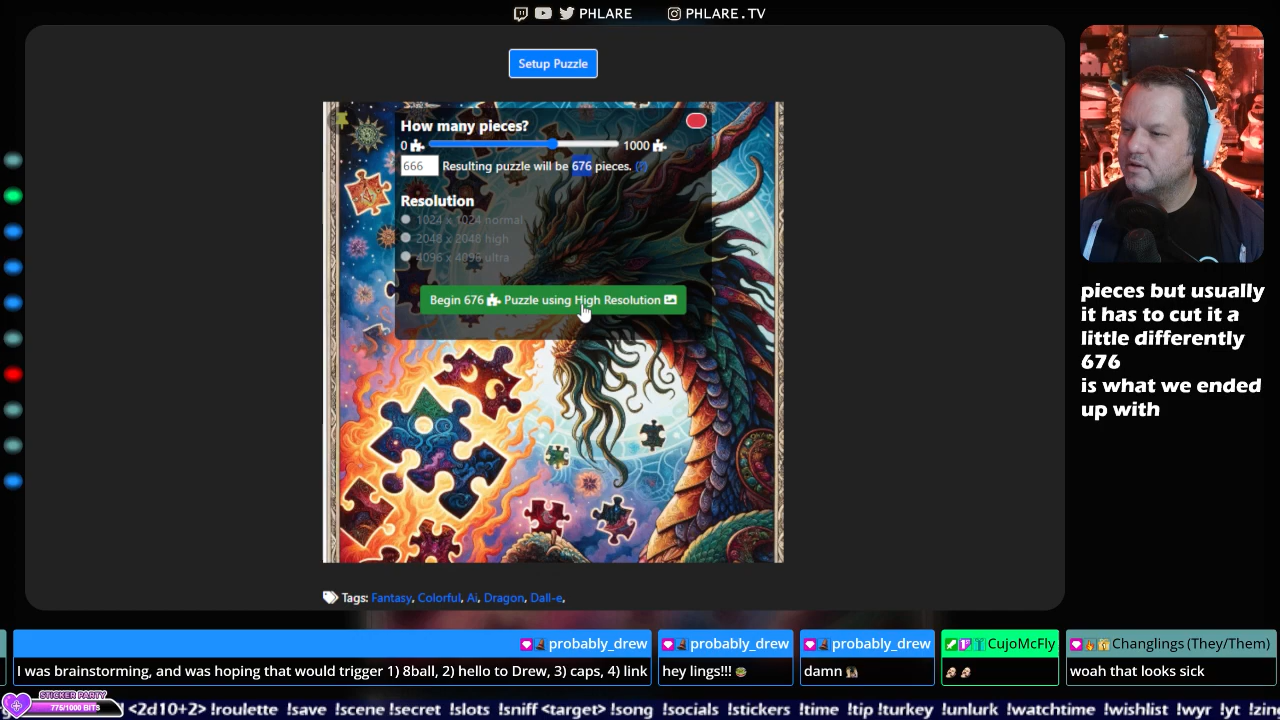 PHLARE PHLARE.TV
Setup Puzzle
How many pieces?
0 1000
666 Resulting puzzle will be 676 pieces. (?)
Resolution
1024 x 1024 normal
2048 x 2048 high
4096 x 4096 ultra
Begin 676 Puzzle using High Resolution
Tags: Fantasy, Colorful, Ai, Dragon, Dall-e,
pieces but usually
it has to cut it a
little differently
676
is what we ended
up with
probably_drew probably_drew probably_drew CujoMcFly Changlings (They/Them)
I was brainstorming, and was hoping that would trigger 1) 8ball, 2) hello to Drew, 3) caps, 4) link hey lings!!! damn woah that looks sick
STICKER PARTY
775/1000 BITS
<2d10+2> !roulette !save !scene !secret !slots !sniff <target> !song !socials !stickers !time !tip !turkey !unlurk !watchtime !wishlist !wyr !yt